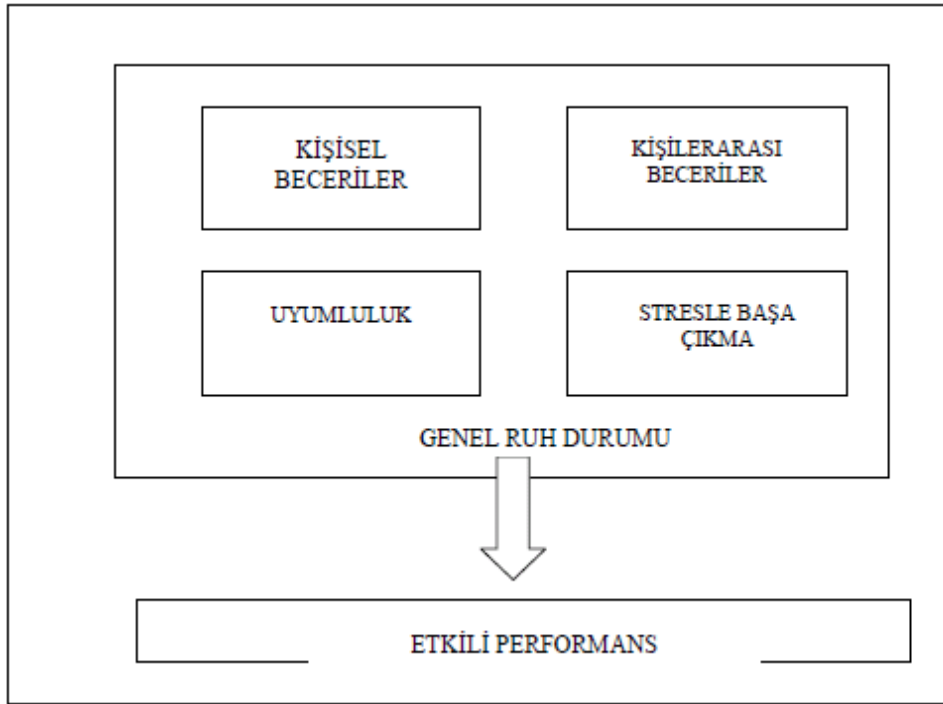 KİŞİSEL
BECERİLER
KİŞİLERARASI
BECERİLER
UYUMLULUK
STRESLE BAŞA
ÇIKMA
GENEL RUH DURUMU
ETKİLİ PERFORMANS